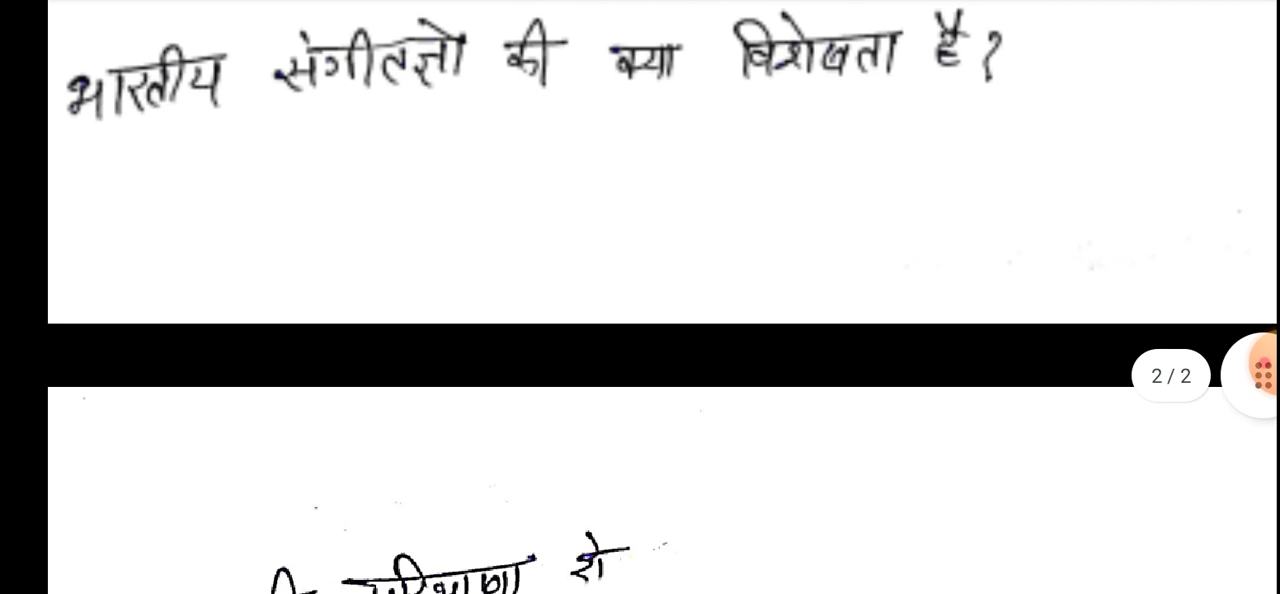 भारतीय संगीतज्ञो की क्या विशेषता है?
2 / 2